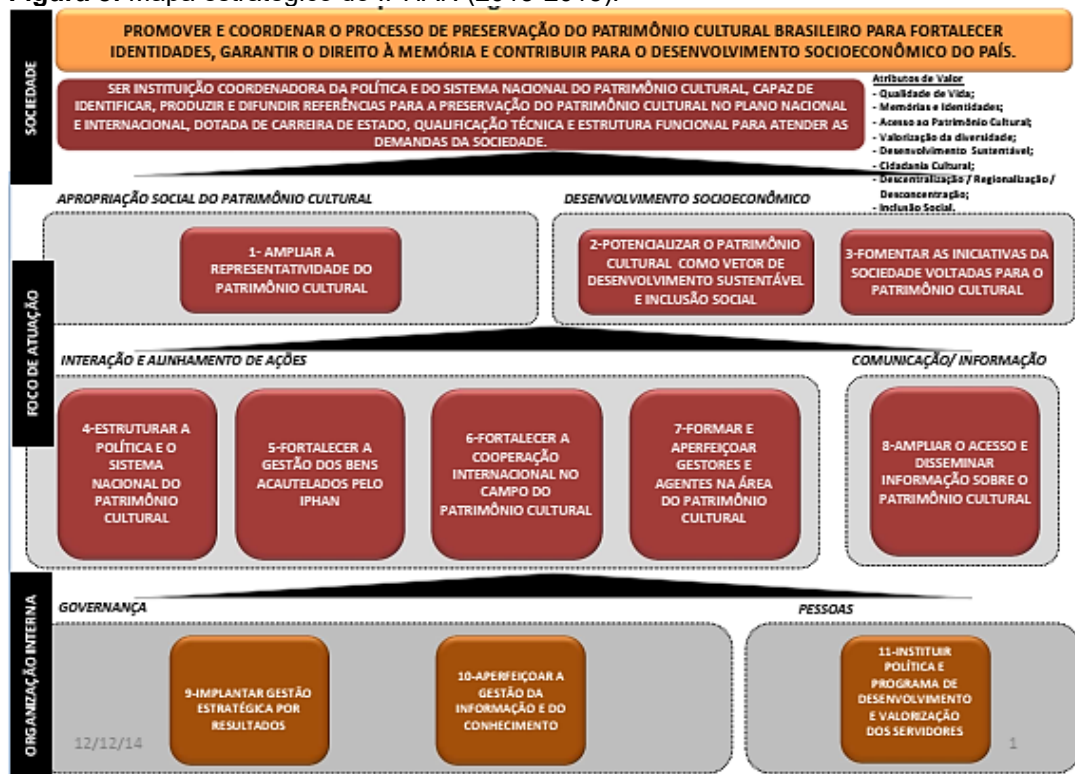 PROMOVER E COORDENAR O PROCESSO DE PRESERVAÇÃO DO PATRIMÔNIO CULTURAL BRASILEIRO PARA FORTALECER
IDENTIDADES, GARANTIR O DIREITO À MEMÓRIA E CONTRIBUIR PARA O DESENVOLVIMENTO SOCIOECONÔMICO DO PAÍS.
SOCIEDADE
SER INSTITUIÇÃO COORDENADORA DA POLÍTICA E DO SISTEMA NACIONAL DO PATRIMÔNIO CULTURAL, CAPAZ DE
IDENTIFICAR, PRODUZIR E DIFUNDIR REFERÊNCIAS PARA A PRESERVAÇÃO DO PATRIMÔNIO CULTURAL NO PLANO NACIONAL
E INTERNACIONAL, DOTADA DE CARREIRA DE ESTADO, QUALIFICAÇÃO TÉCNICA E ESTRUTURA FUNCIONAL PARA ATENDER AS
DEMANDAS DA SOCIEDADE.
Atributos de Valor
- Qualidade de Vida;
- Memórias e Identidades;
- Acesso ao Patrimônio Cultural;
- Valorização da diversidade;
- Desenvolvimento Sustentável;
- Cidadania Cultural;
- Descentralização / Regionalização /
Desconcentração;
- Inclusão Social.
APROPRIAÇÃO SOCIAL DO PATRIMÔNIO CULTURAL
DESENVOLVIMENTO SOCIOECONÔMICO
1- AMPLIAR A
REPRESENTATIVIDADE DO
PATRIMÔNIO CULTURAL
2-POTENCIALIZAR O PATRIMÔNIO
CULTURAL COMO VETOR DE
DESENVOLVIMENTO SUSTENTÁVEL
E INCLUSÃO SOCIAL
3-FOMENTAR AS INICIATIVAS DA
SOCIEDADE VOLTADAS PARA O
PATRIMÔNIO CULTURAL
FOCO DE ATUAÇÃO
INTERAÇÃO E ALINHAMENTO DE AÇÕES
COMUNICAÇÃO/ INFORMAÇÃO
4-ESTRUTURAR A
POLÍTICA E O
SISTEMA
NACIONAL DO
PATRIMÔNIO
CULTURAL
5-FORTALECER A
GESTÃO DOS BENS
ACAUTELADOS PELO
IPHAN
6-FORTALECER A
COOPERAÇÃO
INTERNACIONAL NO
CAMPO DO
PATRIMÔNIO CULTURAL
7-FORMAR E
APERFEIÇOAR
GESTORES E
AGENTES NA ÁREA
DO PATRIMÔNIO
CULTURAL
8-AMPLIAR O ACESSO E
DISSEMINAR
INFORMAÇÃO SOBRE O
PATRIMÔNIO CULTURAL
ORGANIZAÇÃO INTERNA
GOVERNANÇA
PESSOAS
9-IMPLANTAR GESTÃO
ESTRATÉGICA POR
RESULTADOS
10-APERFEIÇOAR A
GESTÃO DA
INFORMAÇÃO E DO
CONHECIMENTO
11-INSTITUIR
POLÍTICA E
PROGRAMA DE
DESENVOLVIMENTO
E VALORIZAÇÃO
DOS SERVIDORES
12/12/14
1